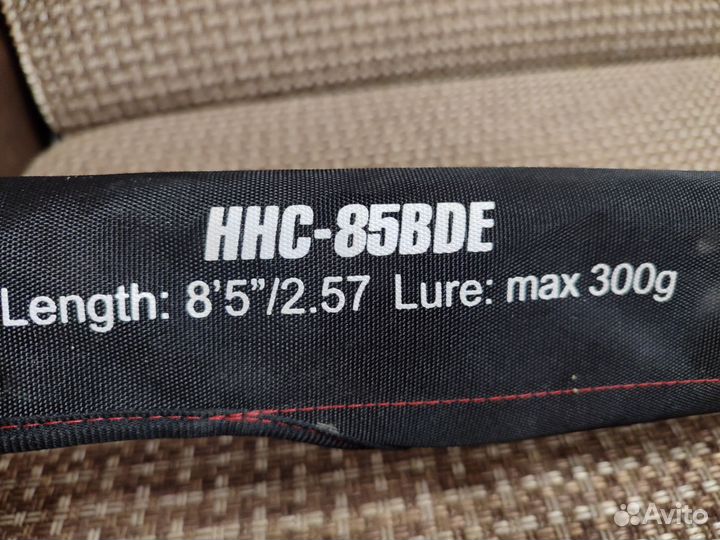 HHC-85BDE
Length: 8'5"/2.57 Lure: max 300g
Avito